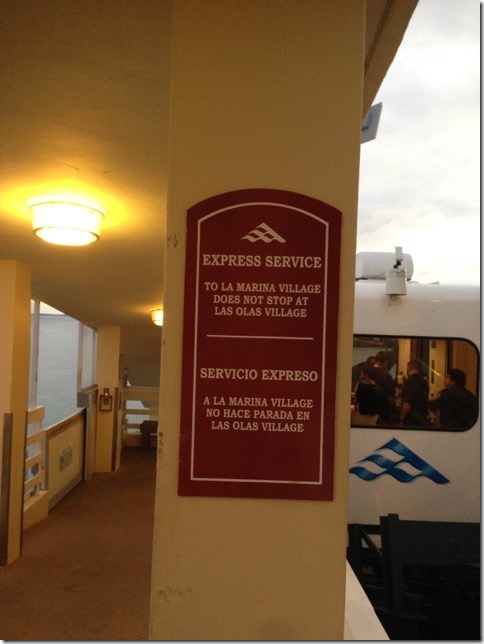 EXPRESS SERVICE
TO LA MARINA VILLAGE
DOES NOT STOP AT
LAS OLAS VILLAGE
SERVICIO EXPRESO
A LA MARINA VILLAGE
NO HACE PARADA EN
LAS OLAS VILLAGE